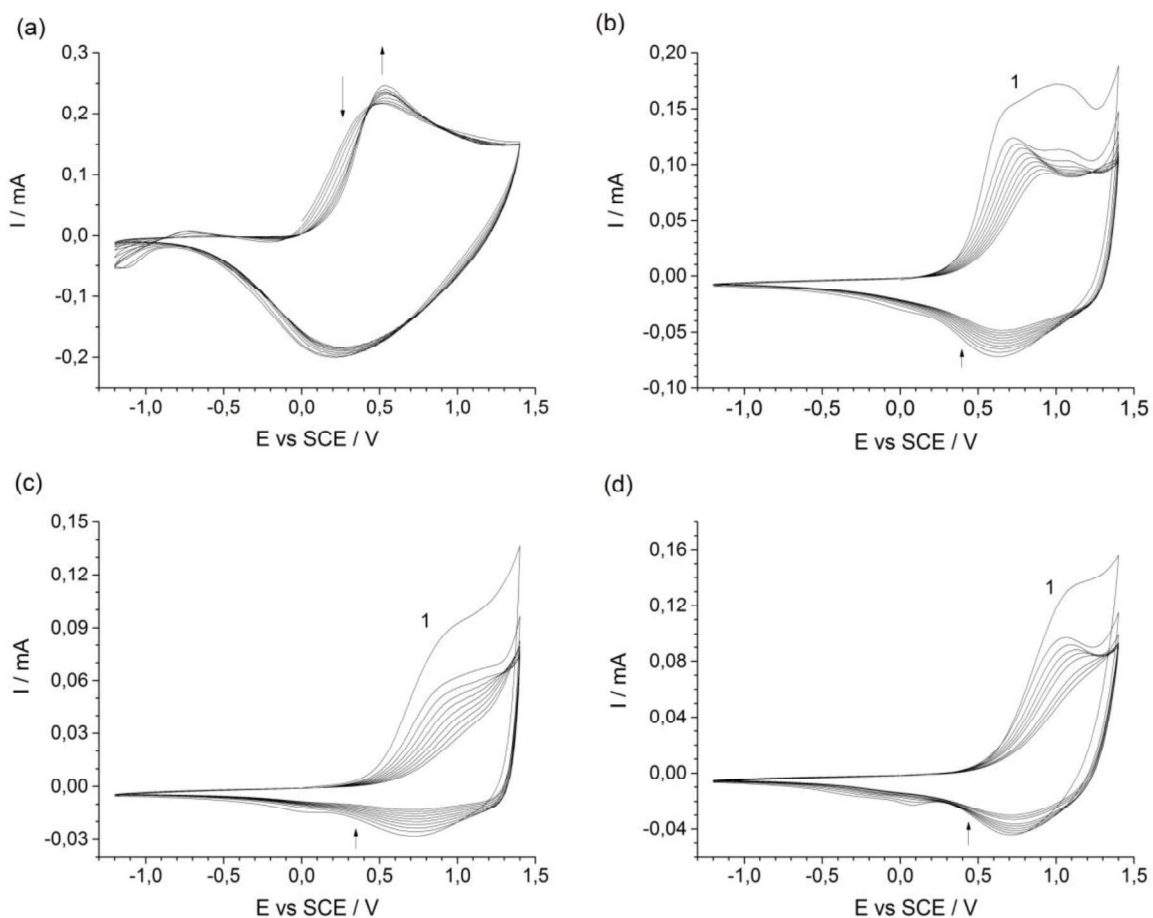 (a)
0,3
0,2
0,1
0,0
-0,1
-0,2
I / mA
-1,0 -0,5 0,0 0,5 1,0 1,5
E vs SCE / V
(b)
0,20
0,15
0,10
0,05
0,00
-0,05
-0,10
I / mA
1
-1,0 -0,5 0,0 0,5 1,0 1,5
E vs SCE / V
(c)
0,15
0,12
0,09
0,06
0,03
0,00
-0,03
I / mA
1
-1,0 -0,5 0,0 0,5 1,0 1,5
E vs SCE / V
(d)
0,16
0,12
0,08
0,04
0,00
-0,04
I / mA
1
-1,0 -0,5 0,0 0,5 1,0 1,5
E vs SCE / V